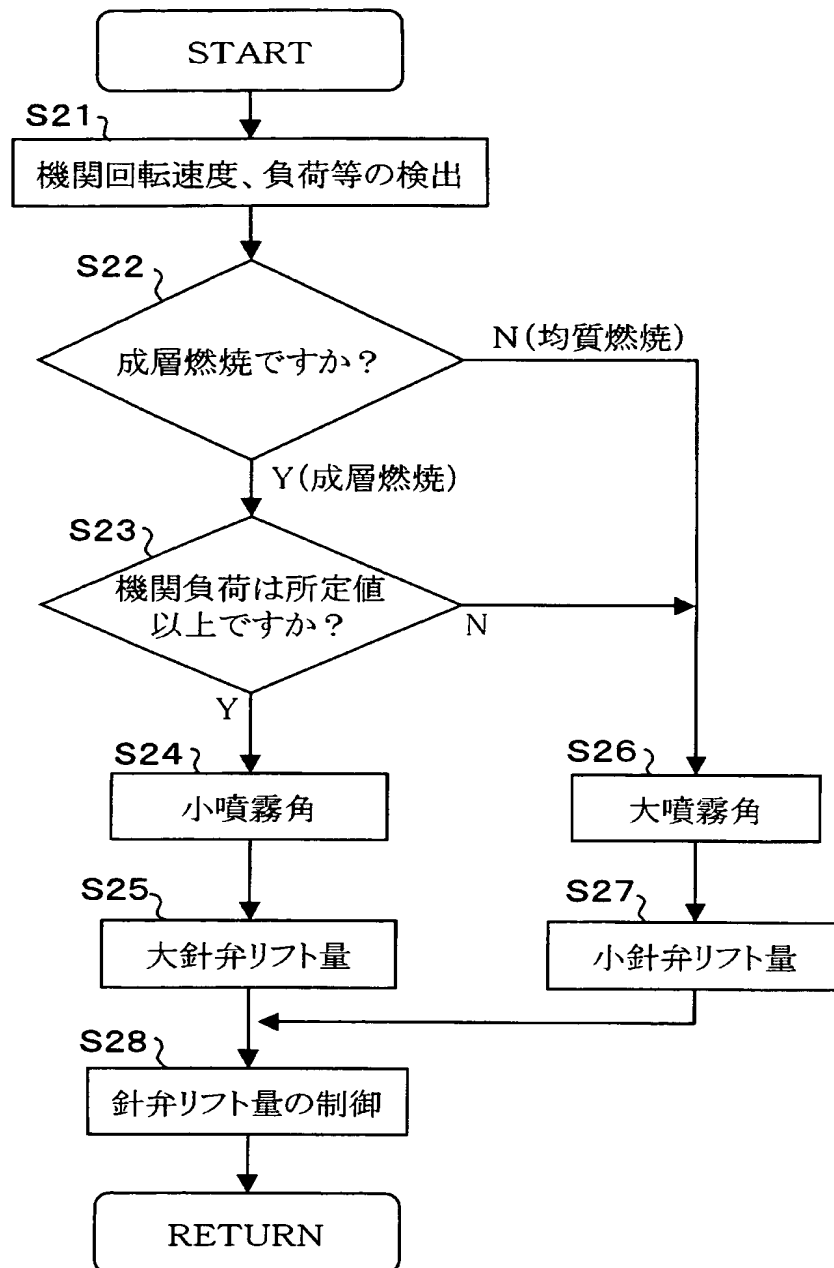 START
S21
機関回転速度、負荷等の検出
S22
成層燃焼ですか？
N(均質燃焼)
Y(成層燃焼)
S23
機関負荷は所定値
以上ですか？
N
Y
S24
小噴霧角
S26
大噴霧角
S25
大針弁リフト量
S27
小針弁リフト量
S28
針弁リフト量の制御
RETURN